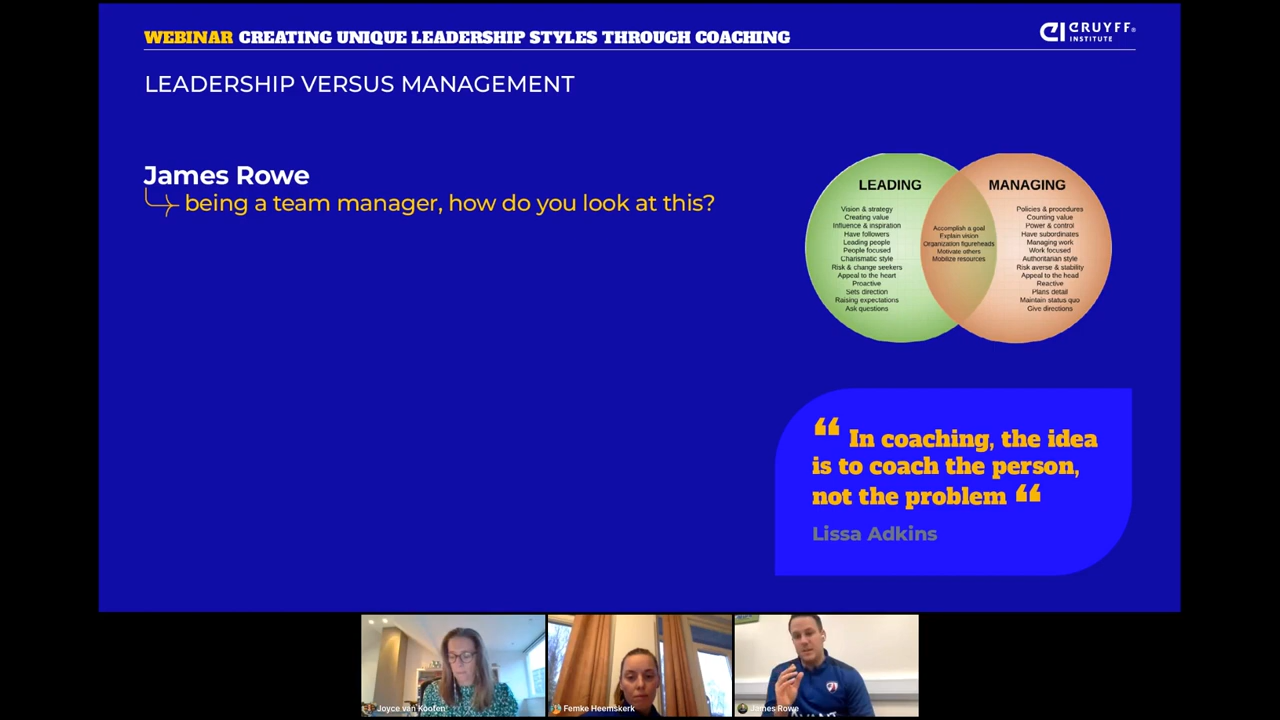 WEBINAR CREATING UNIQUE LEADERSHIP STYLES THROUGH COACHING
CRUYFF®
INSTITUTE
LEADERSHIP VERSUS MANAGEMENT
James Rowe
being a team manager, how do you look at this?
LEADING
Vision & strategy
Creating value
Influence & inspiration
Have followers
Leading people
People focused
Charismatic style
Risk & change seekers
Appeal to the heart
Proactive
Sets direction
Raising expectations
Ask questions
Accomplish a goal
Explain vision
Organization figureheads
Motivate others
Mobilize resources
MANAGING
Policies & procedures
Counting value
Power & control
Have subordinates
Managing work
Work focused
Authoritarian style
Risk averse & stability
Appeal to the head
Reactive
Plans detail
Maintain status quo
Give directions
❝ In coaching, the idea
is to coach the person,
not the problem ❝
Lissa Adkins
Joyce van Kooten
Femke Heemskerk
James Rowe